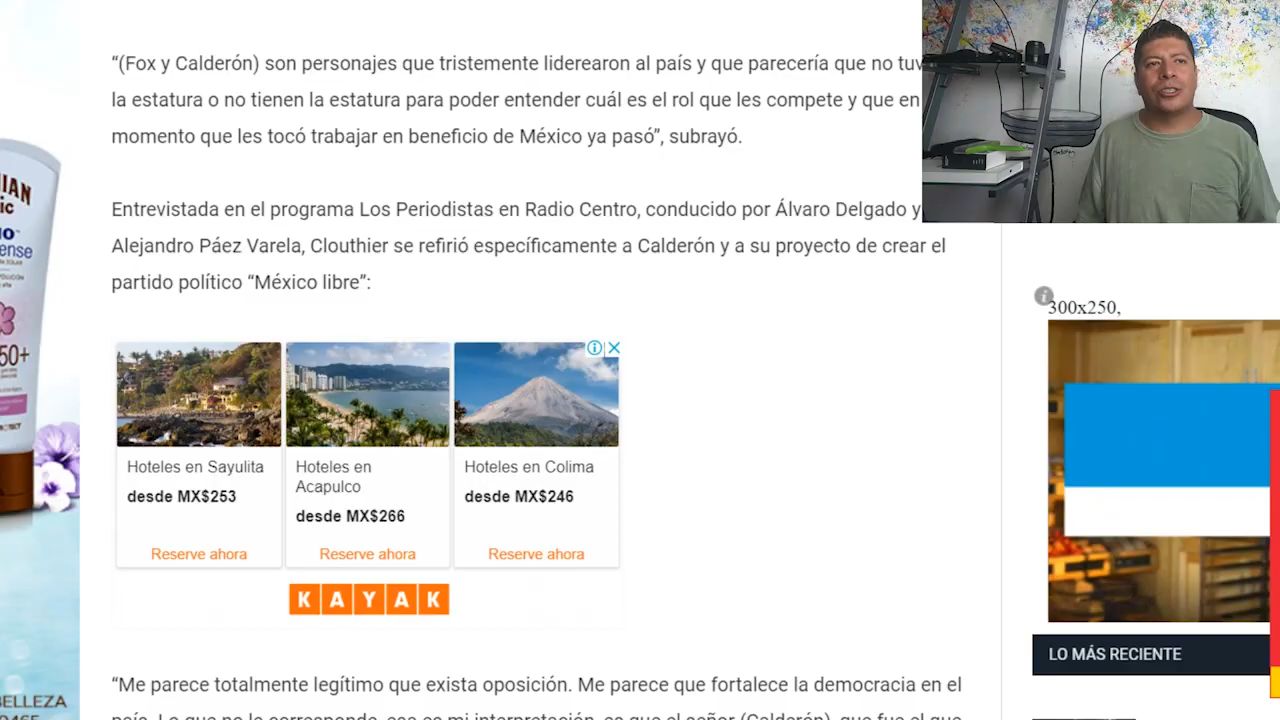 “(Fox y Calderón) son personajes que tristemente liderearon al país y que parecería que no
la estatura o no tienen la estatura para poder entender cuál es el rol que les compete y que en
momento que les tocó trabajar en beneficio de México ya pasó”, subrayó.
Entrevistada en el programa Los Periodistas en Radio Centro, conducido por Álvaro Delgado y
Alejandro Páez Varela, Clouthier se refirió específicamente a Calderón y a su proyecto de crear el
partido político “México libre”:
300x250,
Hoteles en Sayulita
desde MX$253
Reserve ahora
Hoteles en
Acapulco
desde MX$266
Reserve ahora
Hoteles en Colima
desde MX$246
Reserve ahora
KAYAK
LO MÁS RECIENTE
“Me parece totalmente legítimo que exista oposición. Me parece que fortalece la democracia en el
50+
BELLEZA